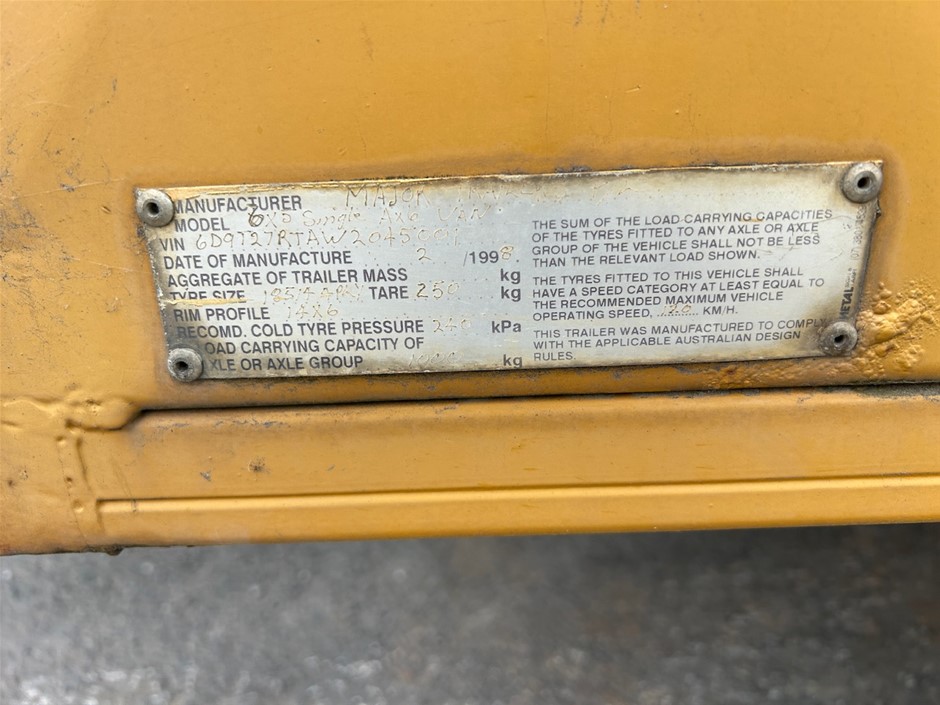 MANUFACTURER MAJOR
MODEL 6X5 Single Axle VAN
VIN
DATE OF MANUFACTURE 2 /1998
AGGREGATE OF TRAILER MASS kg
TYRE SIZE TARE 250 kg
RIM PROFILE 14X6
RECOMD. COLD TYRE PRESSURE 240 kPa
LOAD CARRYING CAPACITY OF
AXLE OR AXLE GROUP kg
THE SUM OF THE LOAD CARRYING CAPACITIES
OF THE TYRES FITTED TO ANY AXLE OR AXLE
GROUP OF THE VEHICLE SHALL NOT BE LESS
THAN THE RELEVANT LOAD SHOWN.
THE TYRES FITTED TO THIS VEHICLE SHALL
HAVE A SPEED CATEGORY AT LEAST EQUAL TO
THE RECOMMENDED MAXIMUM VEHICLE
OPERATING SPEED, KM/H.
THIS TRAILER WAS MANUFACTURED TO COMPLY
WITH THE APPLICABLE AUSTRALIAN DESIGN
RULES.